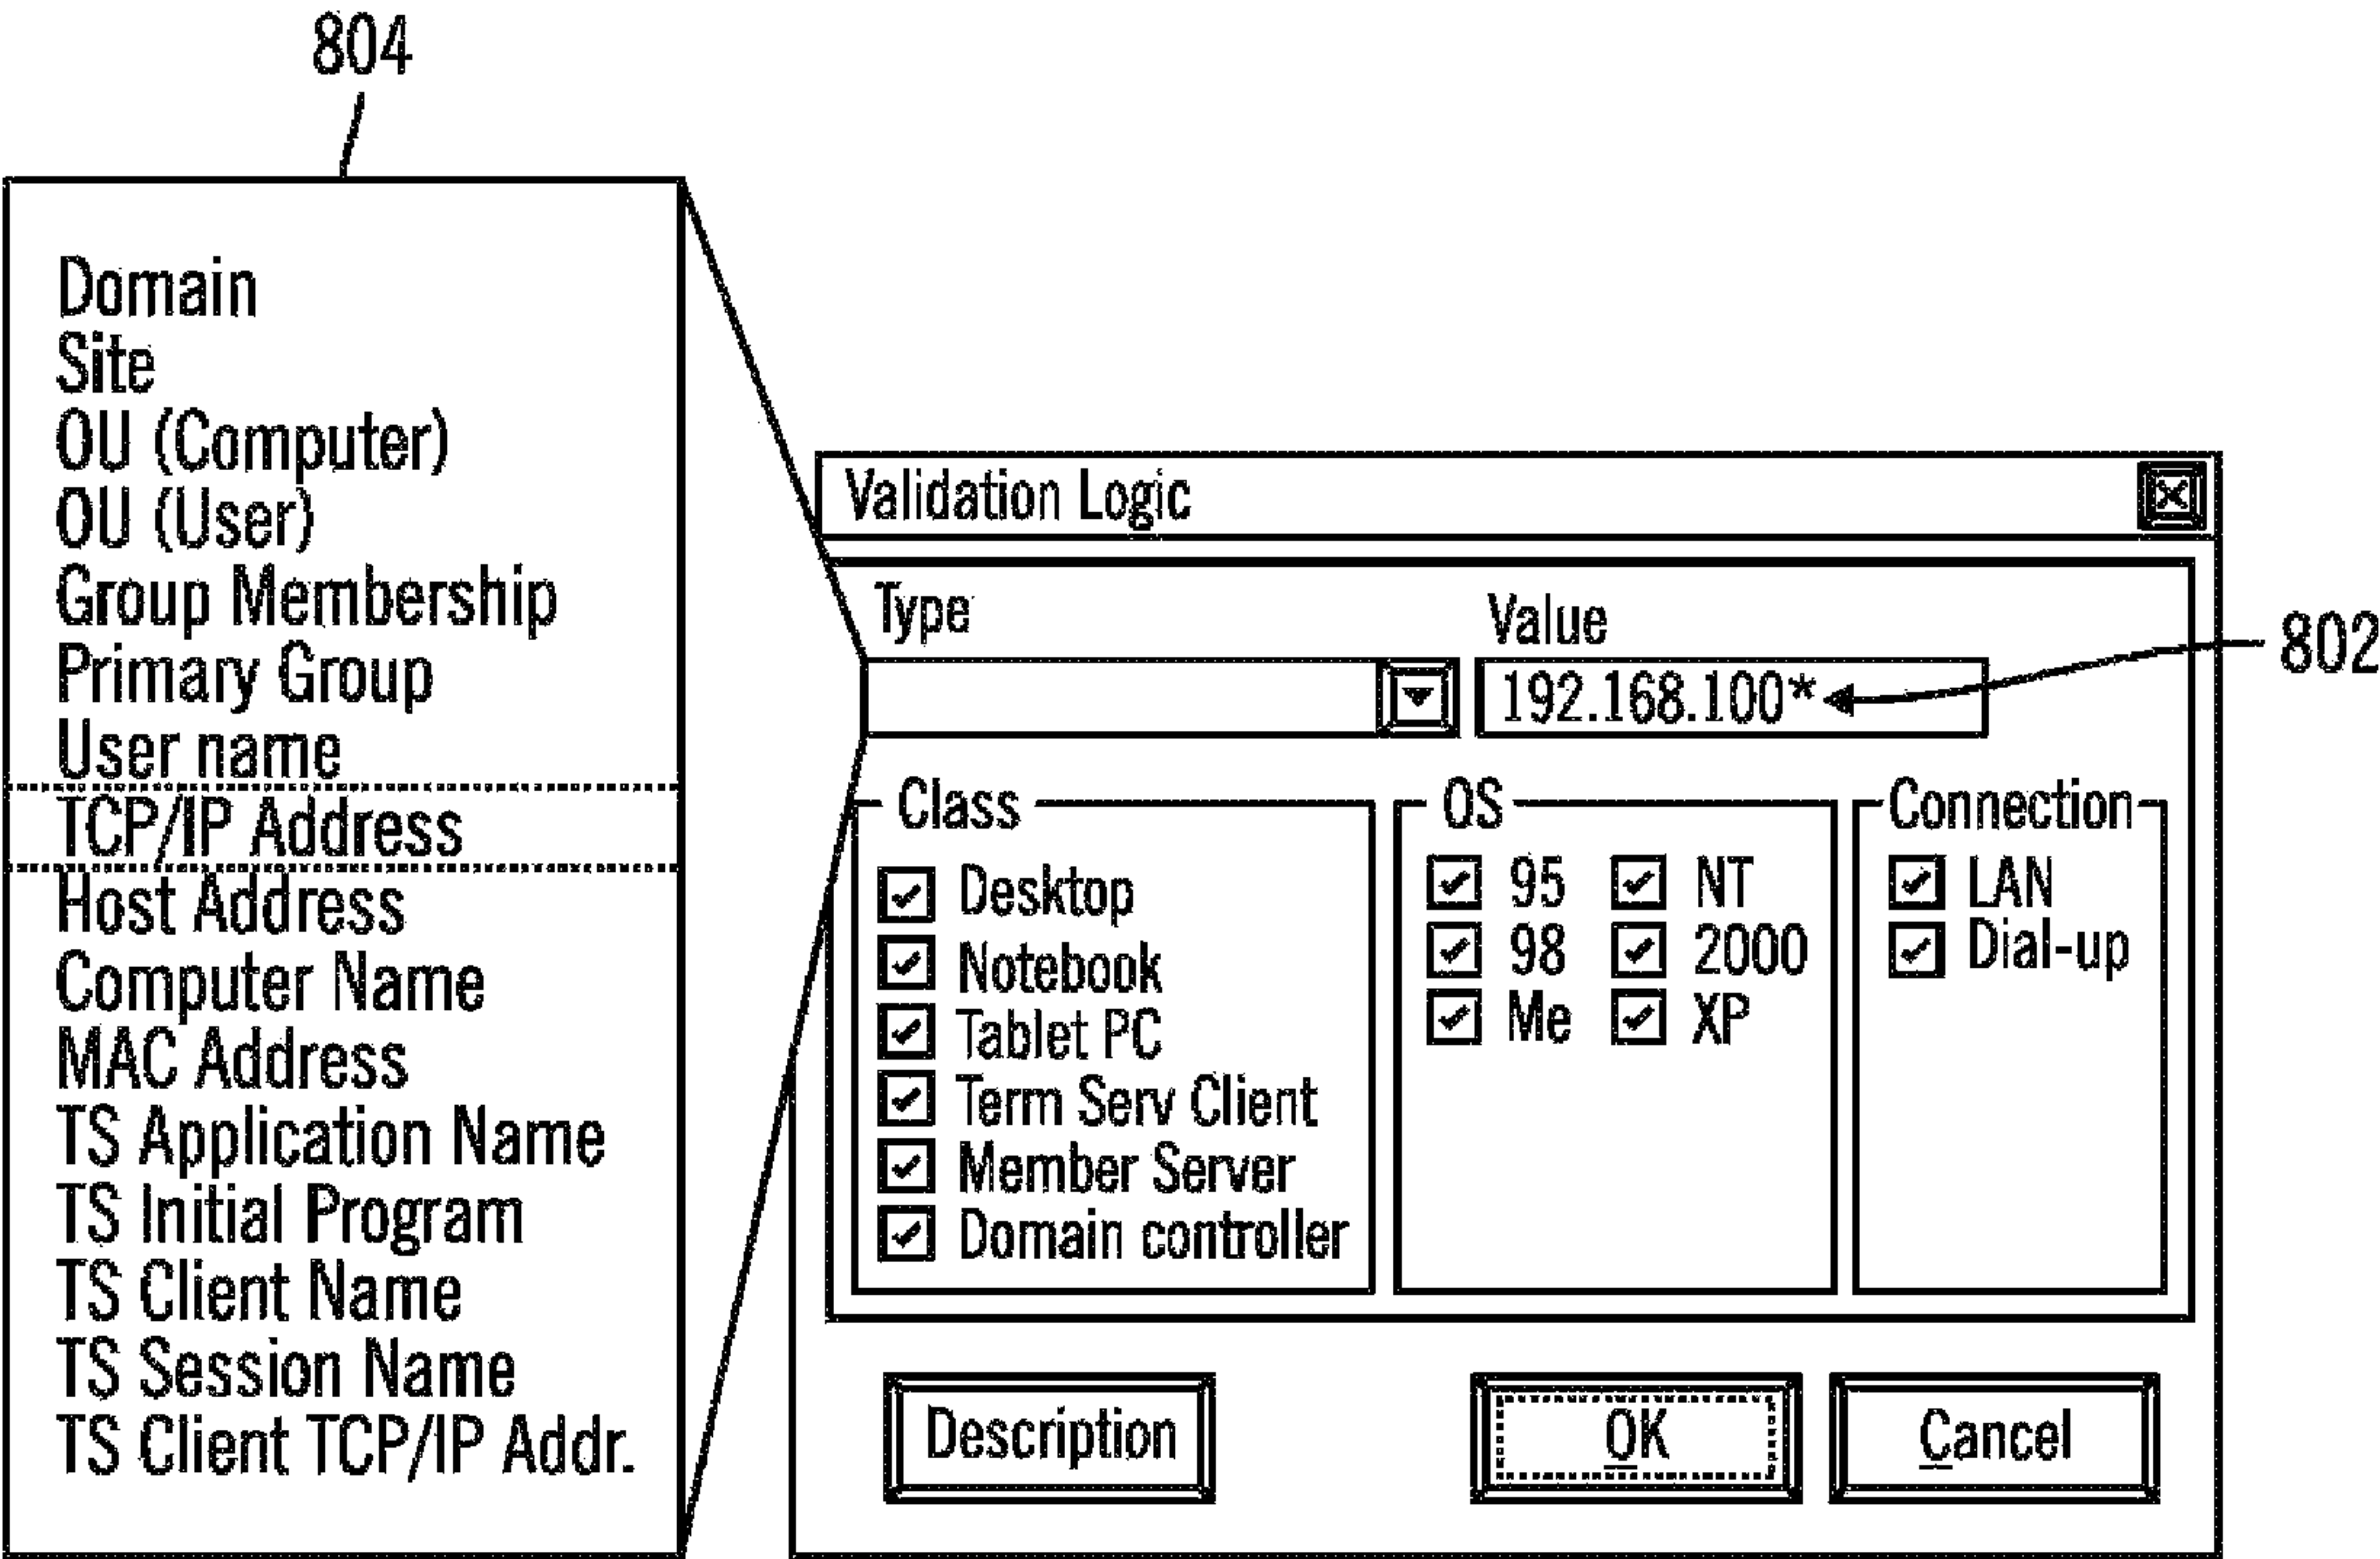 804
Domain
Site
OU (Computer)
OU (User)
Group Membership
Primary Group
User name
TCP/IP Address
Host Address
Computer Name
MAC Address
TS Application Name
TS Initial Program
TS Client Name
TS Session Name
TS Client TCP/IP Addr.
Validation Logic
Type Value
192.168.100*
802
Class
Desktop
Notebook
Tablet PC
Term Serv Client
Member Server
Domain controller
OS
95 NT
98 2000
Me XP
Connection
LAN
Dial-up
Description OK Cancel